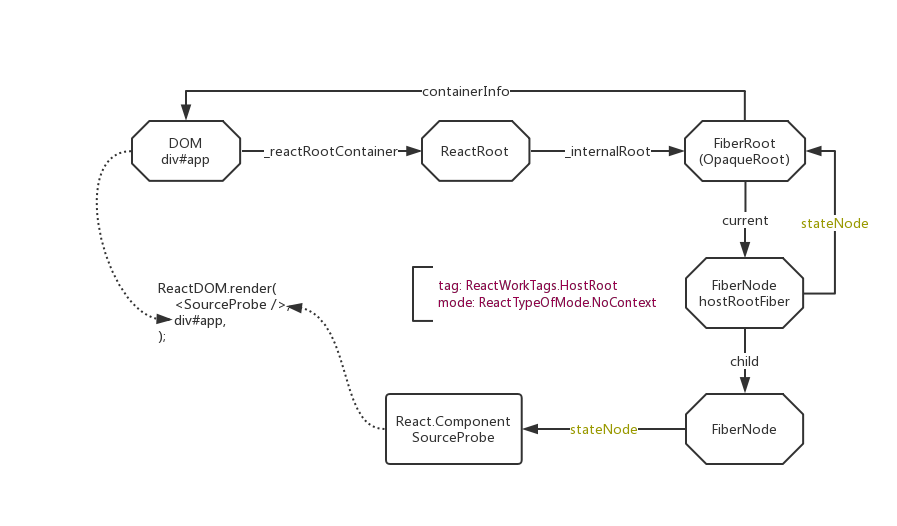 containerInfo
DOM
div#app
_reactRootContainer
ReactRoot
_internalRoot
FiberRoot
(OpaqueRoot)
current
stateNode
ReactDOM.render(
<SourceProbe />,
div#app,
);
tag: ReactWorkTags.HostRoot
mode: ReactTypeOfMode.NoContext
FiberNode
hostRootFiber
child
React.Component
SourceProbe
stateNode
FiberNode